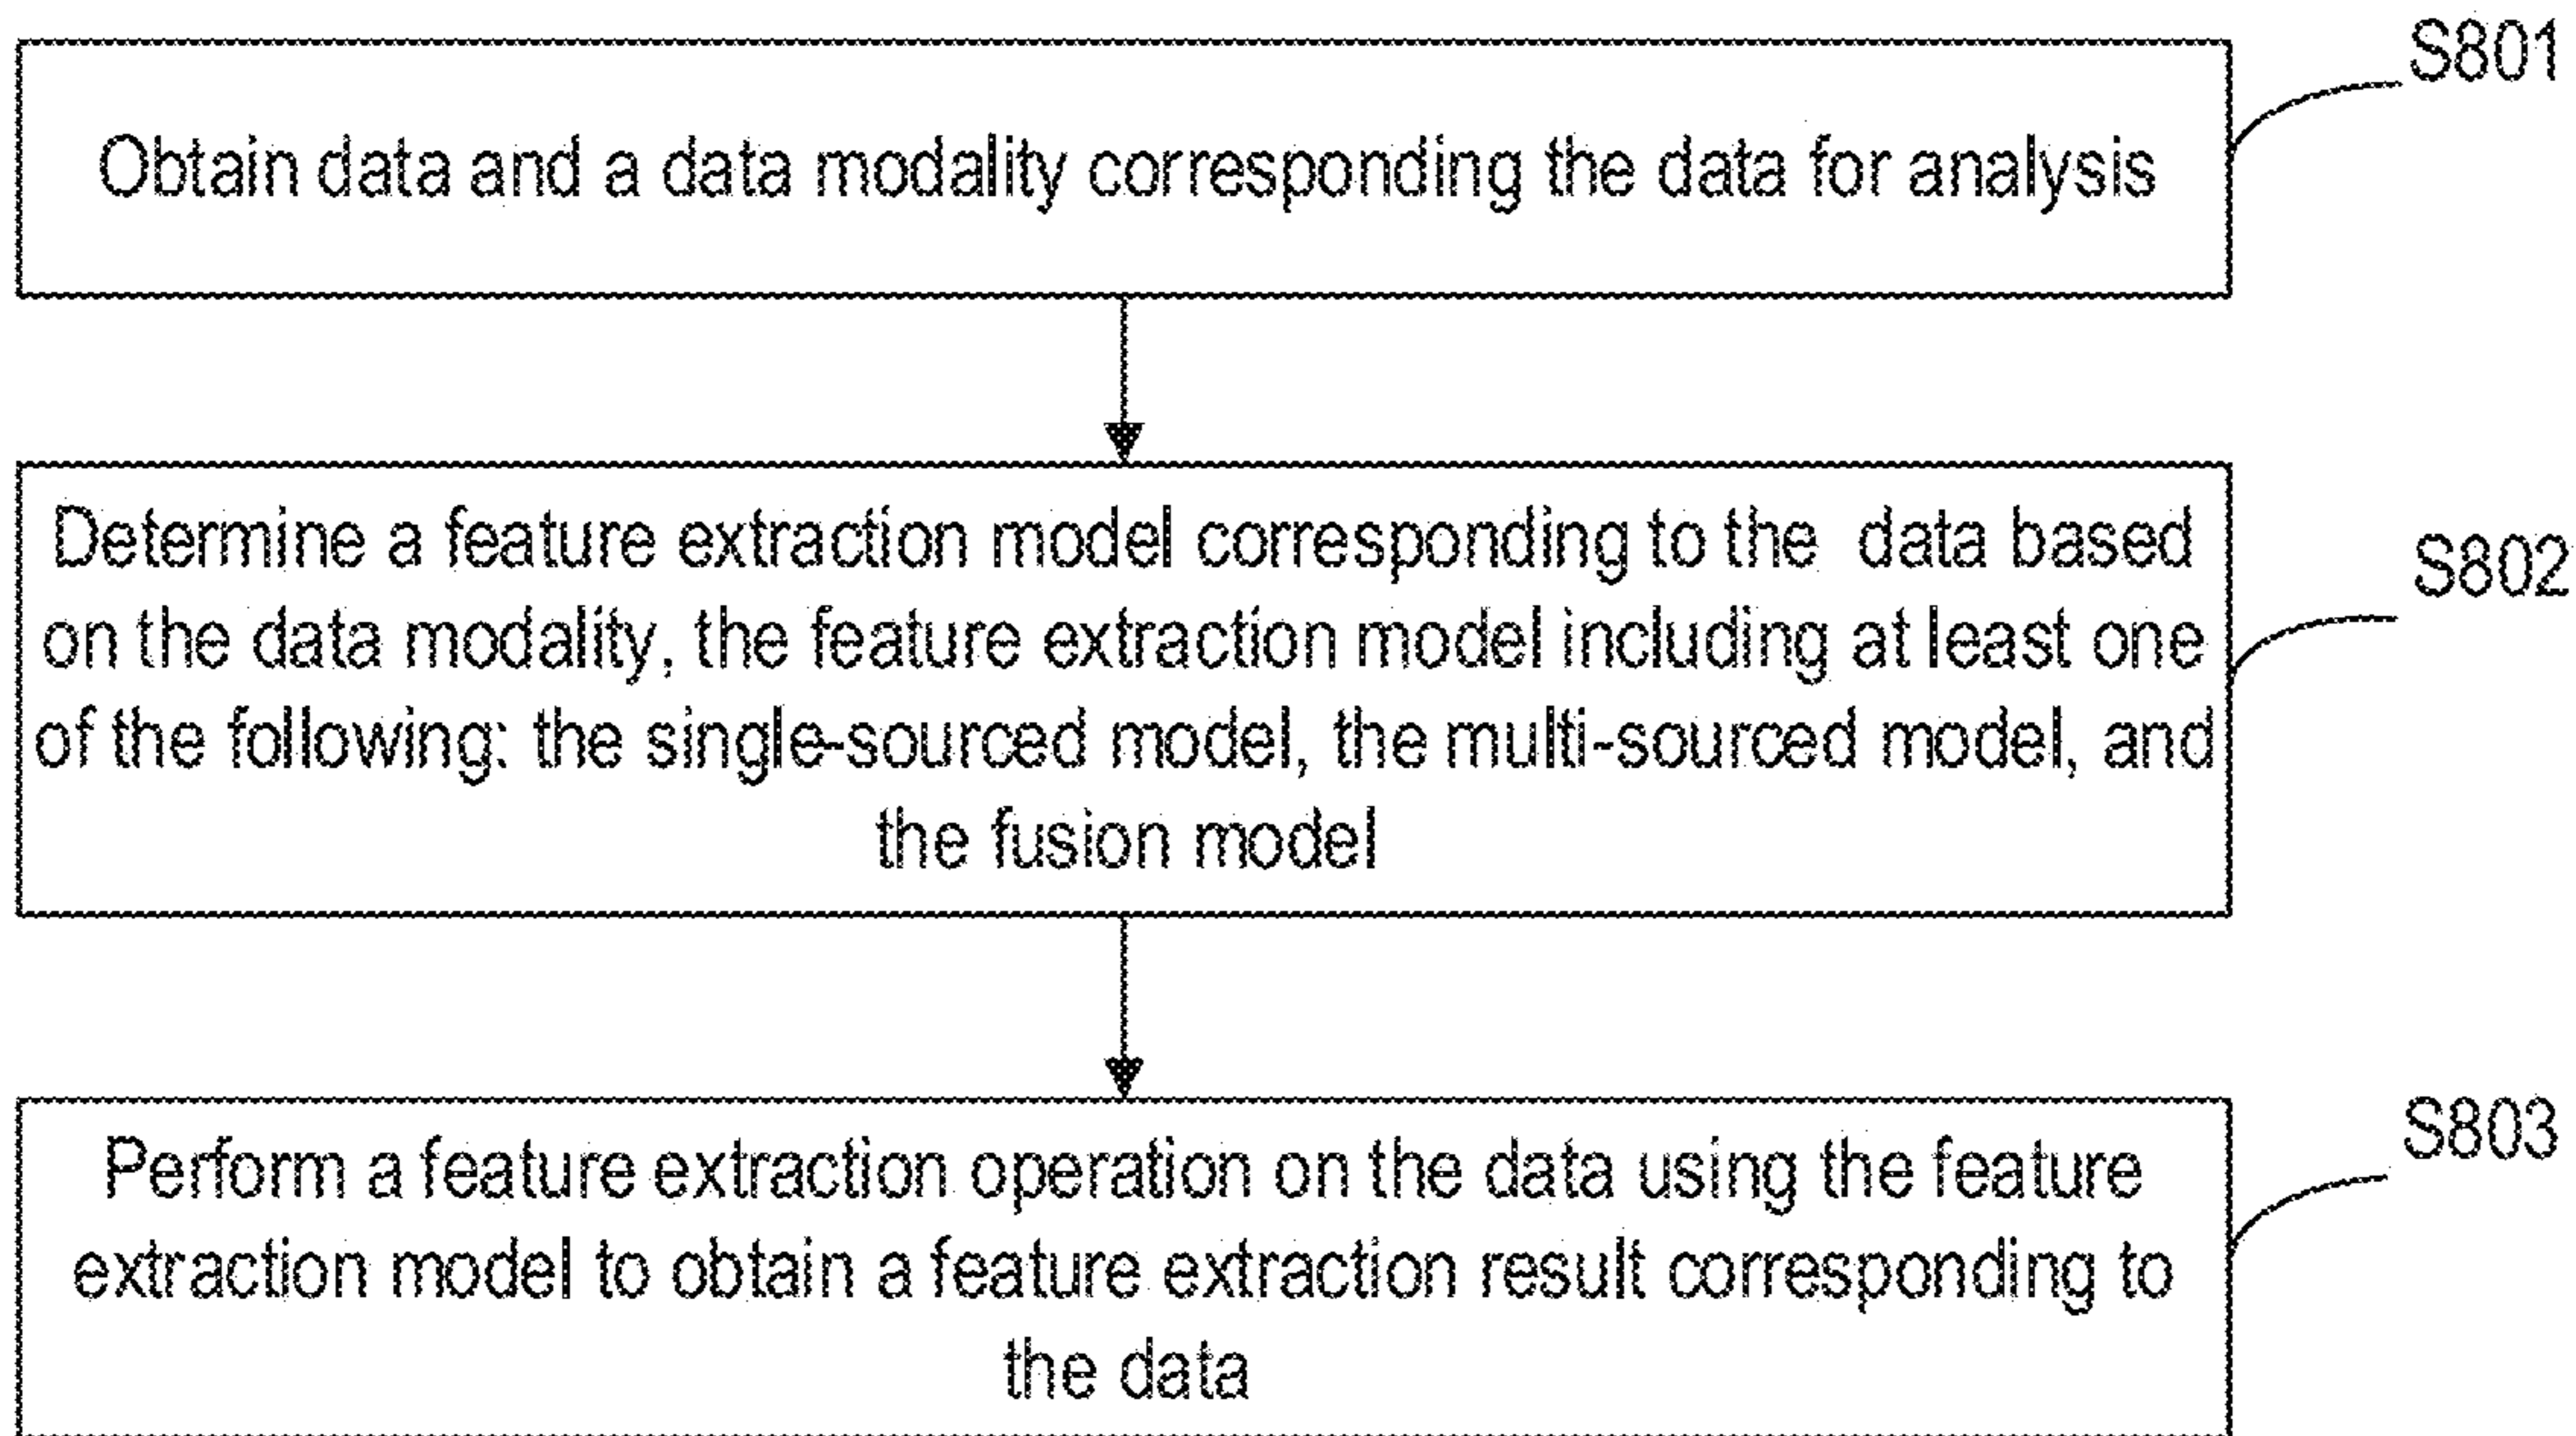 S801
Obtain data and a data modality corresponding the data for analysis
Determine a feature extraction model corresponding to the data based
on the data modality, the feature extraction model including at least one
of the following: the single-sourced model, the multi-sourced model, and
the fusion model
S802
Perform a feature extraction operation on the data using the feature
extraction model to obtain a feature extraction result corresponding to
the data
S803